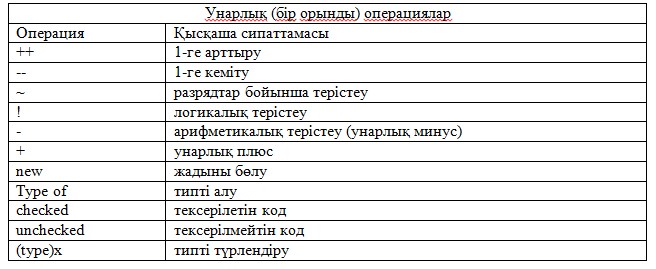 Унарлық (бір орынды) операциялар
Операция Қысқаша сипаттамасы
++ 1-ге арттыру
-- 1-ге кеміту
~ разрядтар бойынша терістеу
! логикалық терістеу
- арифметикалық терістеу (унарлық минус)
+ унарлық плюс
new жадыны бөлу
Type of типті алу
checked тексерілетін код
unchecked тексерілмейтін код
(type)x типті түрлендіру